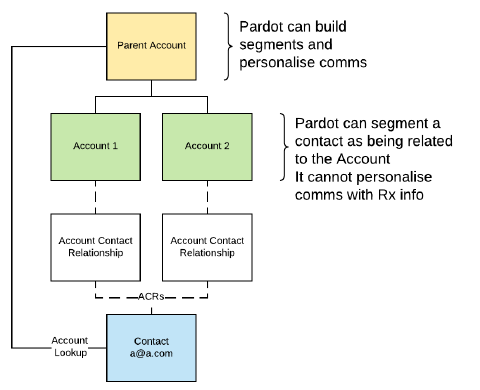 Parent Account
Pardot can build
segments and
personalise comms
Account 1
Account 2
Pardot can segment a
contact as being related
to the Account
It cannot personalise
comms with Rx info
Account Contact
Relationship
Account Contact
Relationship
ACRs
Account
Lookup
Contact
a@a.com